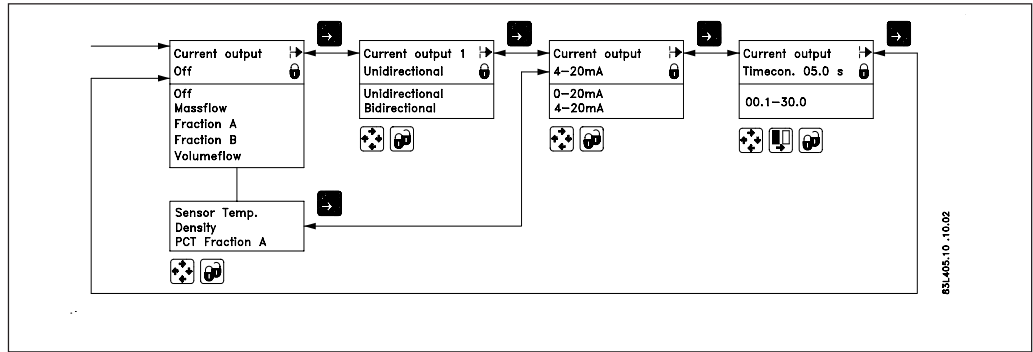 Current output
Off
Off
Massflow
Fraction A
Fraction B
Volumeflow
Sensor Temp.
Density
PCT Fraction A
Current output 1
Unidirectional
Unidirectional
Bidirectional
Current output
4-20mA
0-20mA
4-20mA
Current output
Timecon. 05.0 s
00.1-30.0
83L405.10 .10.02